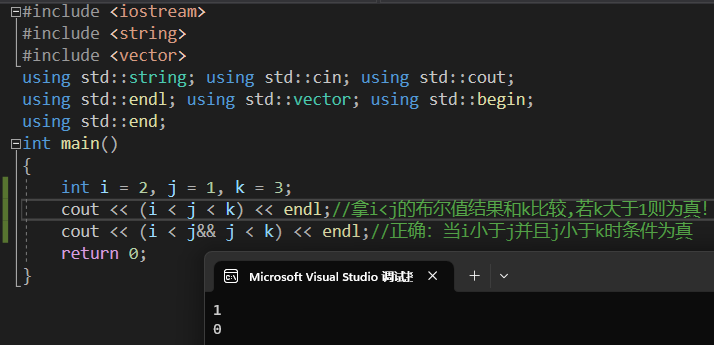 #include <iostream>
#include <string>
#include <vector>
using std::string; using std::cin; using std::cout;
using std::endl; using std::vector; using std::begin;
using std::end;
int main()
{
    int i = 2, j = 1, k = 3;
    cout << (i < j < k) << endl;//拿i<j的布尔值结果和k比较,若k大于1则为真!
    cout << (i < j&& j < k) << endl;//正确：当i小于j并且j小于k时条件为真
    return 0;
}
Microsoft Visual Studio 调试
1
0